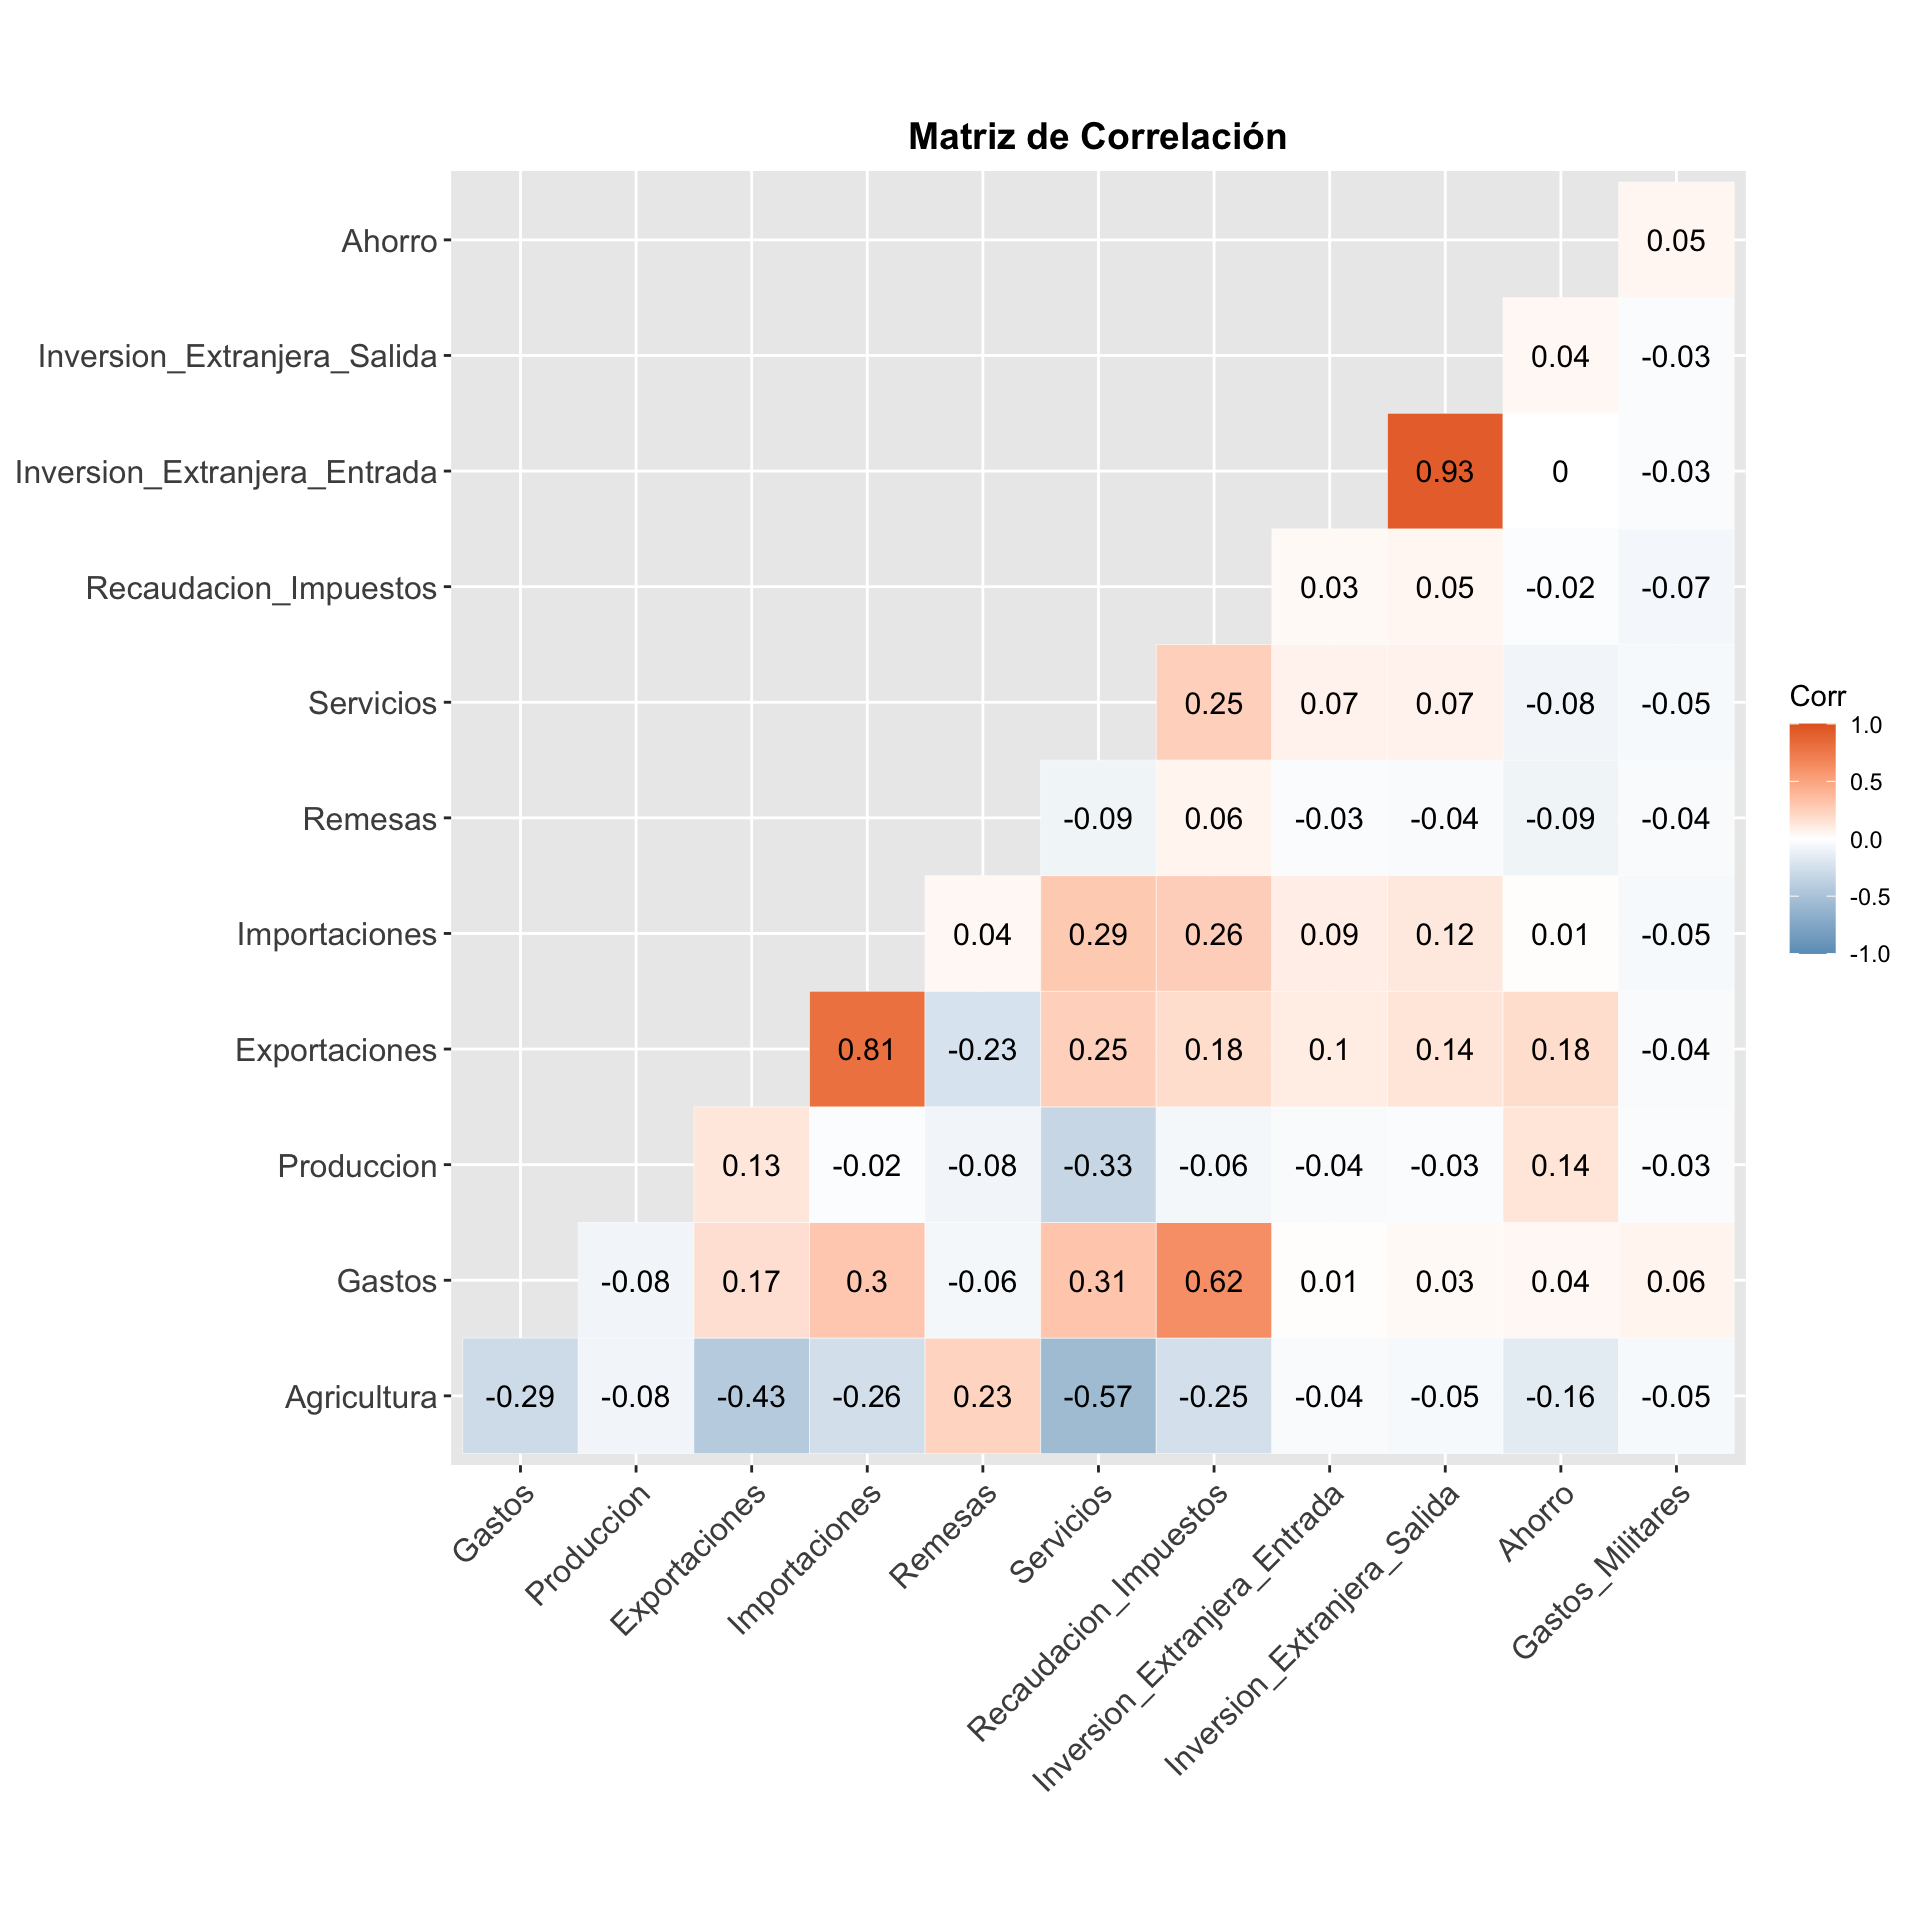 Matriz de Correlación
Ahorro 0.05
Inversion_Extranjera_Salida 0.04 -0.03
Inversion_Extranjera_Entrada 0.93 0 -0.03
Recaudacion_Impuestos 0.03 0.05 -0.02 -0.07
Servicios 0.25 0.07 0.07 -0.08 -0.05
Remesas -0.09 0.06 -0.03 -0.04 -0.09 -0.04
Importaciones 0.04 0.29 0.26 0.09 0.12 0.01 -0.05
Exportaciones 0.81 -0.23 0.25 0.18 0.1 0.14 0.18 -0.04
Produccion 0.13 -0.02 -0.08 -0.33 -0.06 -0.04 -0.03 0.14 -0.03
Gastos -0.08 0.17 0.3 -0.06 0.31 0.62 0.01 0.03 0.04 0.06
Agricultura -0.29 -0.08 -0.43 -0.26 0.23 -0.57 -0.25 -0.04 -0.05 -0.16 -0.05
Gastos
Produccion
Exportaciones
Importaciones
Remesas
Servicios
Recaudacion_Impuestos
Inversion_Extranjera_Entrada
Inversion_Extranjera_Salida
Ahorro
Gastos_Militares
Corr
1.0
0.5
0.0
-0.5
-1.0